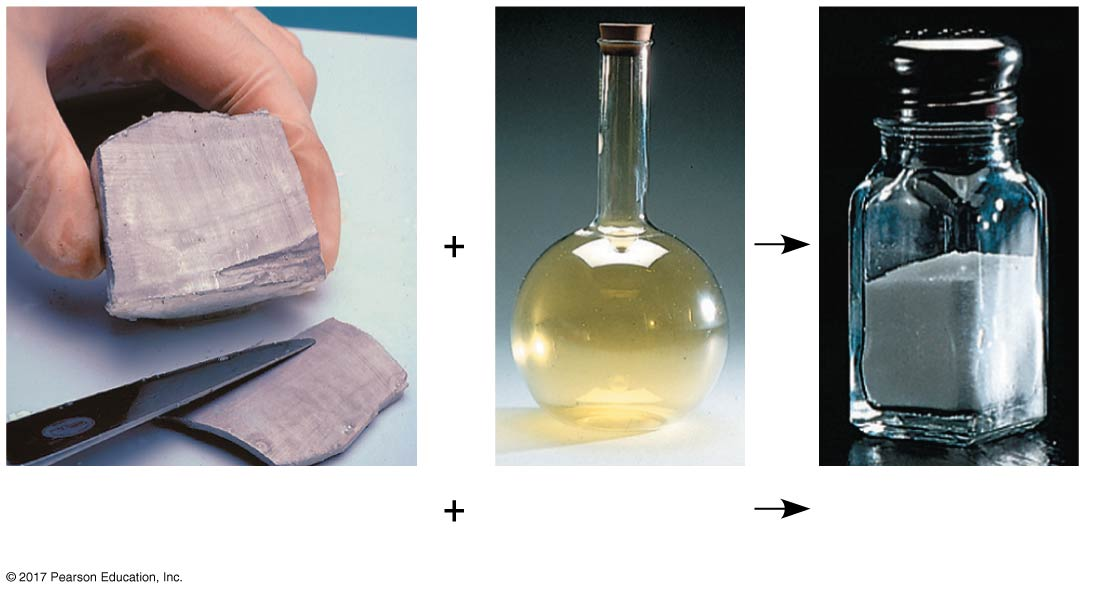 + →
+ →
© 2017 Pearson Education, Inc.